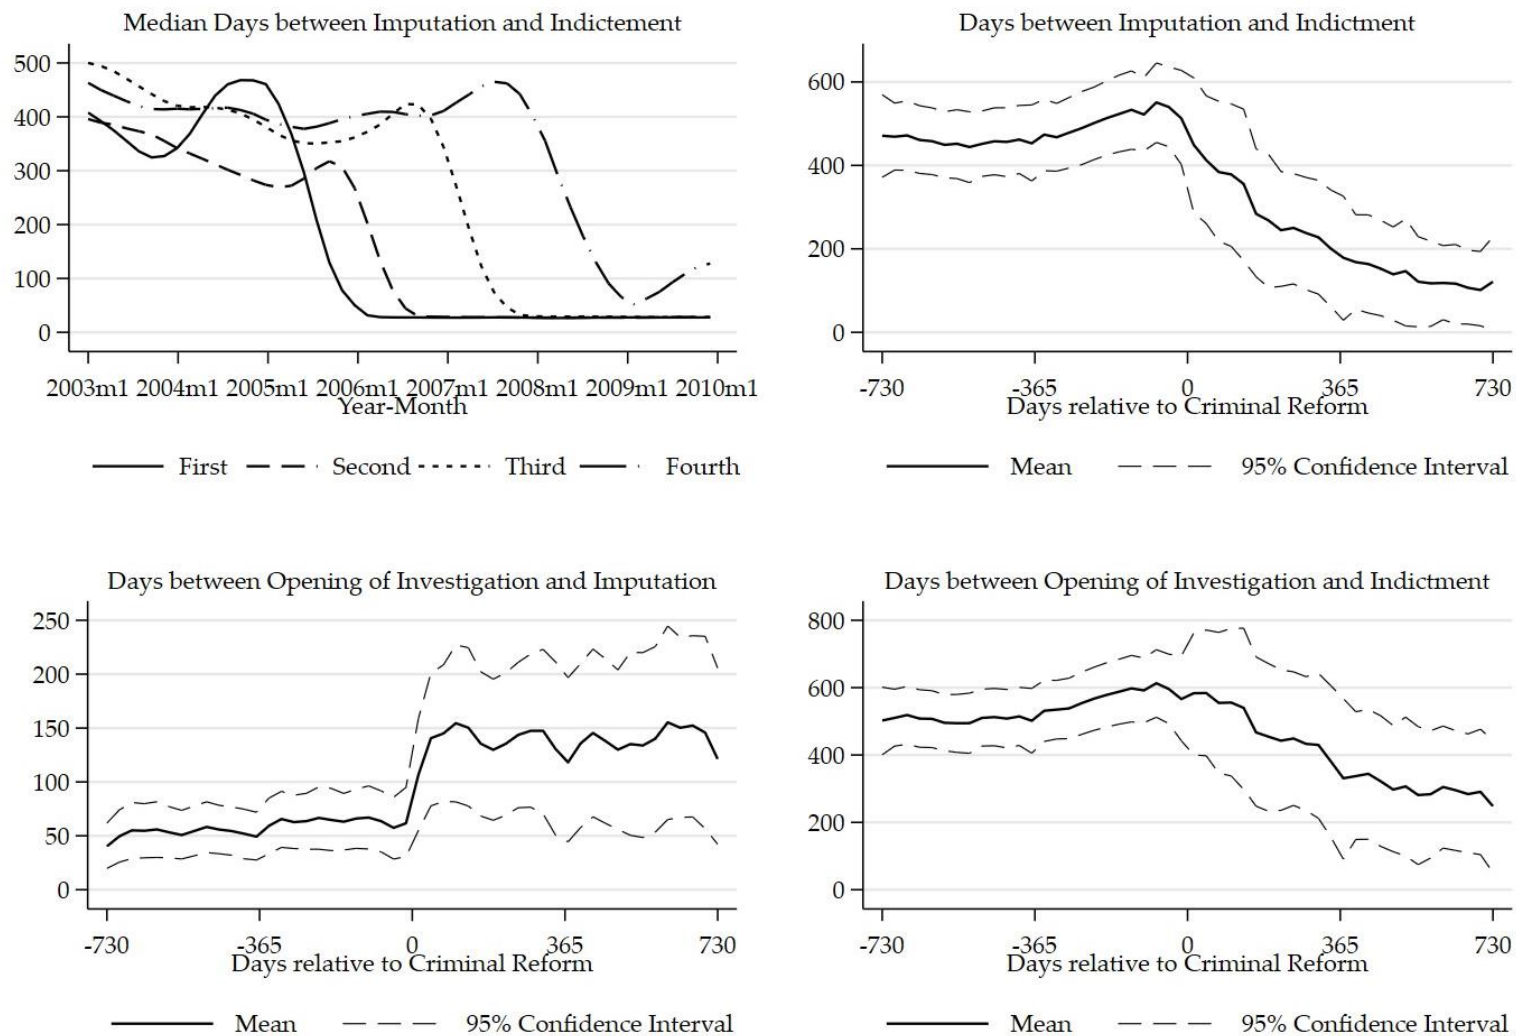 Median Days between Imputation and Indictement
500
400
300
200
100
0
2003m1 2004m1 2005m1 2006m1 2007m1 2008m1 2009m1 2010m1
Year-Month
First Second Third Fourth
Days between Imputation and Indictment
600
400
200
0
-730 -365 0 365 730
Days relative to Criminal Reform
Mean 95% Confidence Interval
Days between Opening of Investigation and Imputation
250
200
150
100
50
0
-730 -365 0 365 730
Days relative to Criminal Reform
Mean 95% Confidence Interval
Days between Opening of Investigation and Indictment
800
600
400
200
0
-730 -365 0 365 730
Days relative to Criminal Reform
Mean 95% Confidence Interval